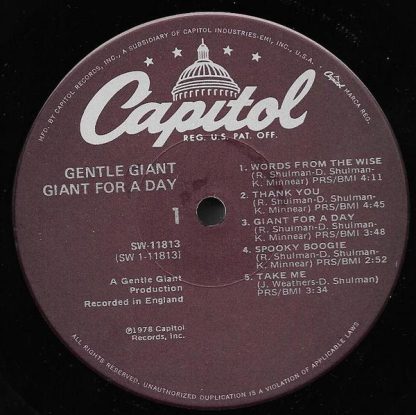 MFD. BY CAPITOL RECORDS, INC., A SUBSIDIARY OF CAPITOL INDUSTRIES-EMI, INC., U.S.A.
Capitol MARCA REG.
Capitol
REG. U.S. PAT. OFF.
GENTLE GIANT
GIANT FOR A DAY
1
SW-11813
(SW 1-11813)
A Gentle Giant
Production
Recorded in England
℗1978 Capitol
Records, Inc.
1. WORDS FROM THE WISE
(R. Shulman-D. Shulman-
K. Minnear) PRS/BMI 4:11
2. THANK YOU
(R. Shulman-D. Shulman-
K. Minnear) PRS/BMI 4:45
3. GIANT FOR A DAY
(R. Shulman-D. Shulman-
K. Minnear) PRS/BMI 3:48
4. SPOOKY BOOGIE
(R. Shulman-D. Shulman-
K. Minnear) PRS/BMI 2:52
5. TAKE ME
(J. Weathers-D. Shulman)
PRS/BMI 3:34
ALL RIGHTS RESERVED. UNAUTHORIZED DUPLICATION IS A VIOLATION OF APPLICABLE LAWS